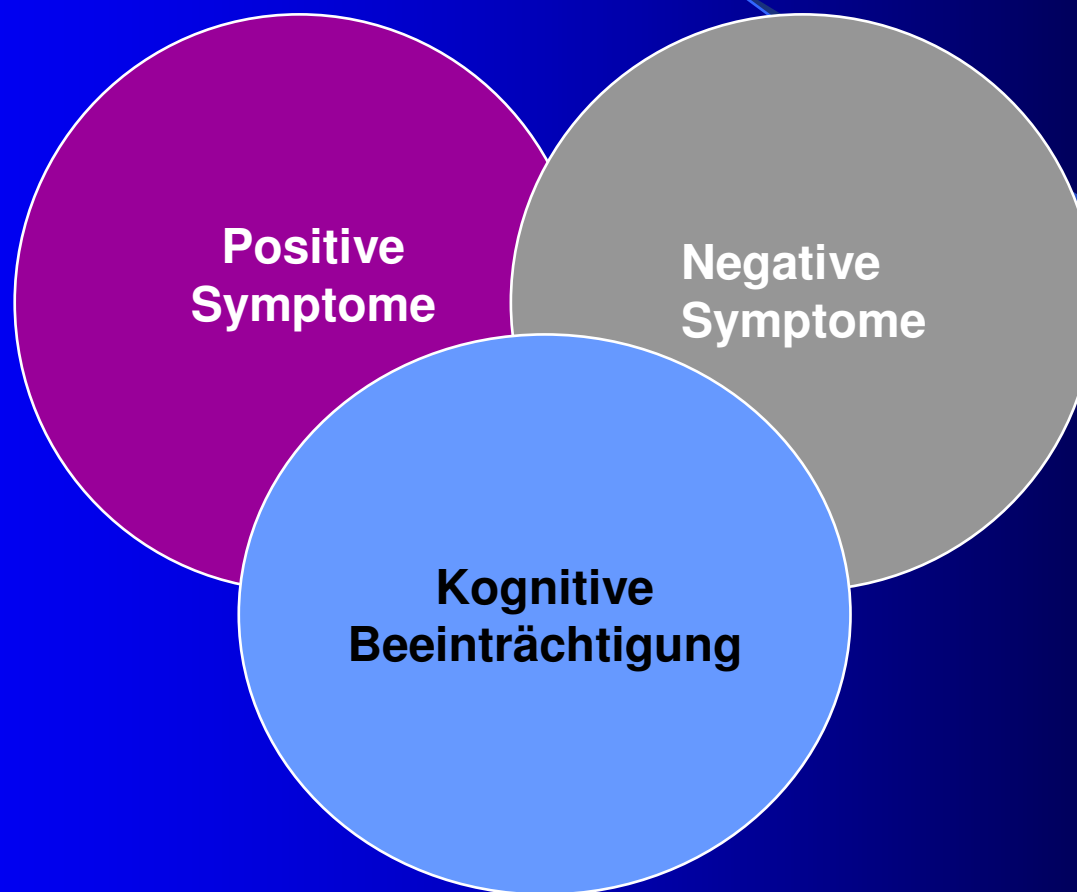 Positive
Symptome
Negative
Symptome
Kognitive
Beeinträchtigung